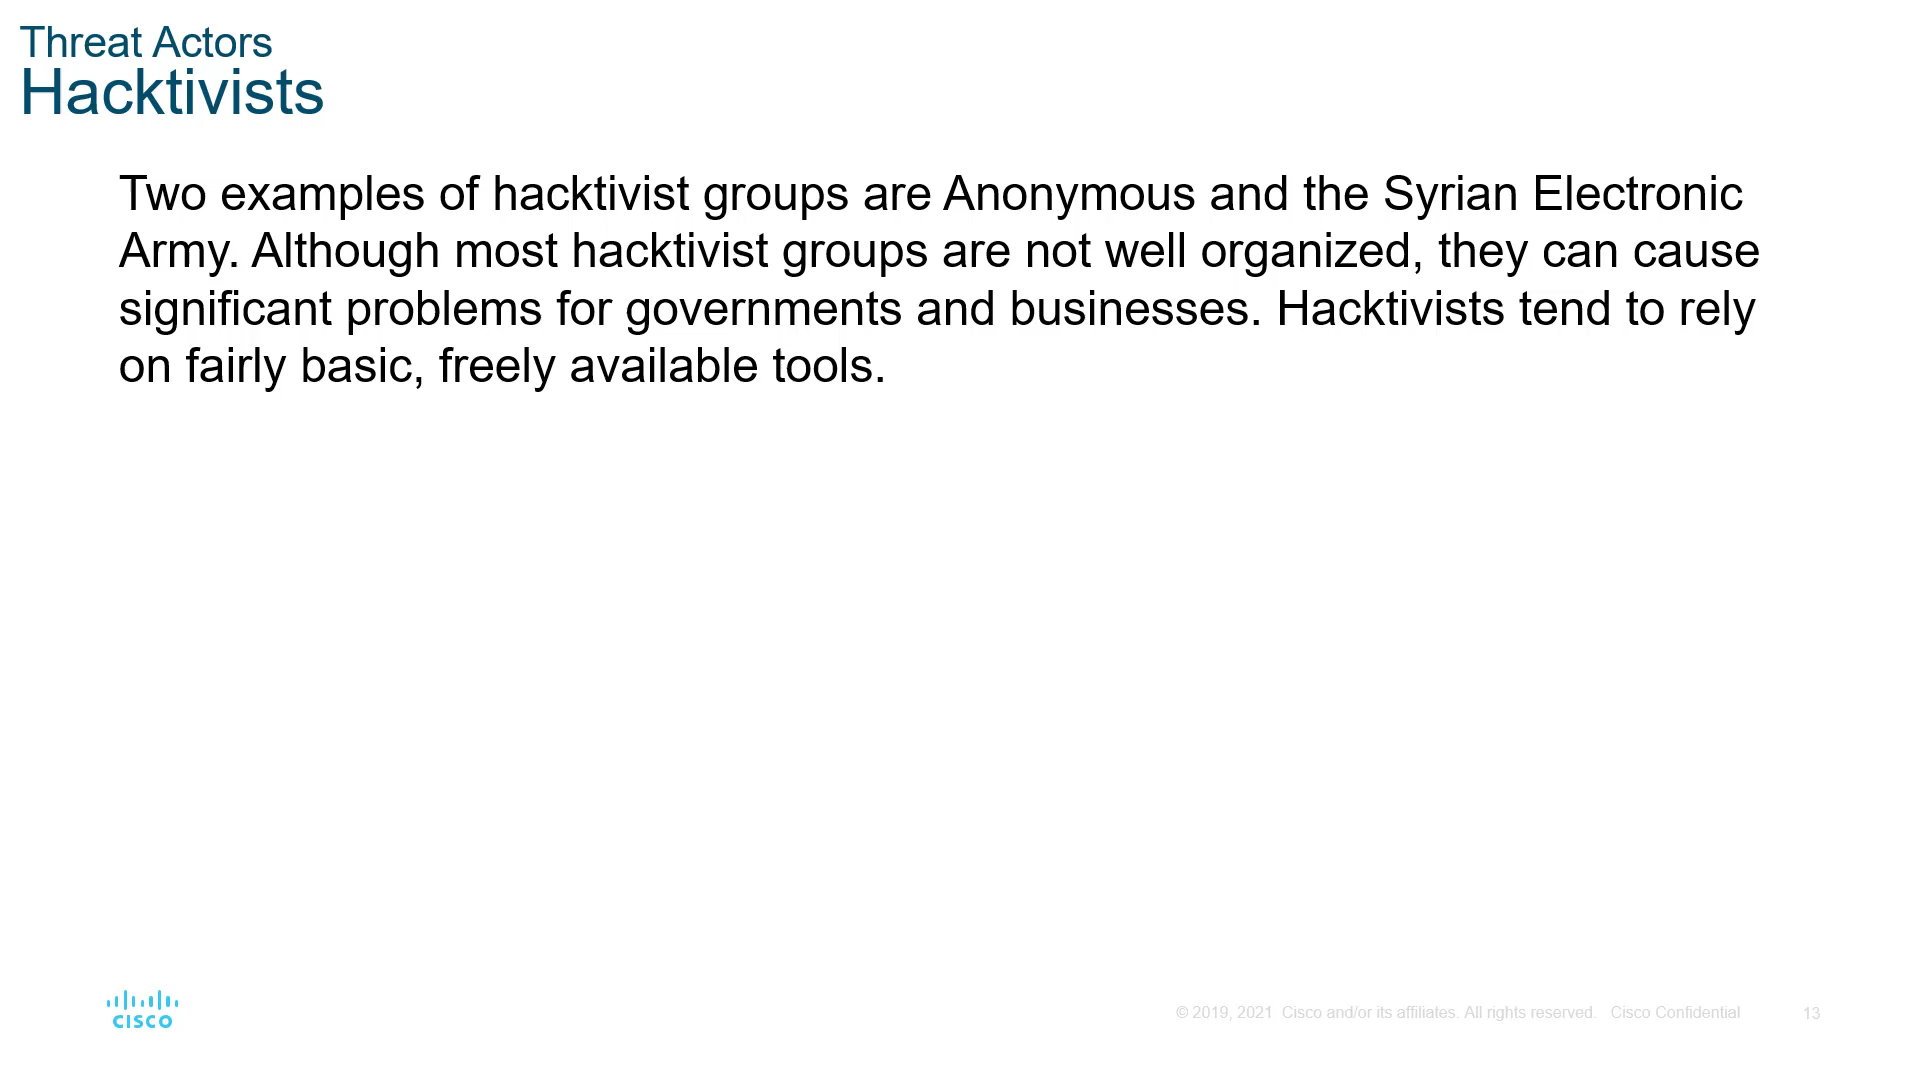 Threat Actors
Hacktivists
Two examples of hacktivist groups are Anonymous and the Syrian Electronic
Army. Although most hacktivist groups are not well organized, they can cause
significant problems for governments and businesses. Hacktivists tend to rely
on fairly basic, freely available tools.
CISCO
© 2019, 2021 Cisco and/or its affiliates. All rights reserved. Cisco Confidential
13